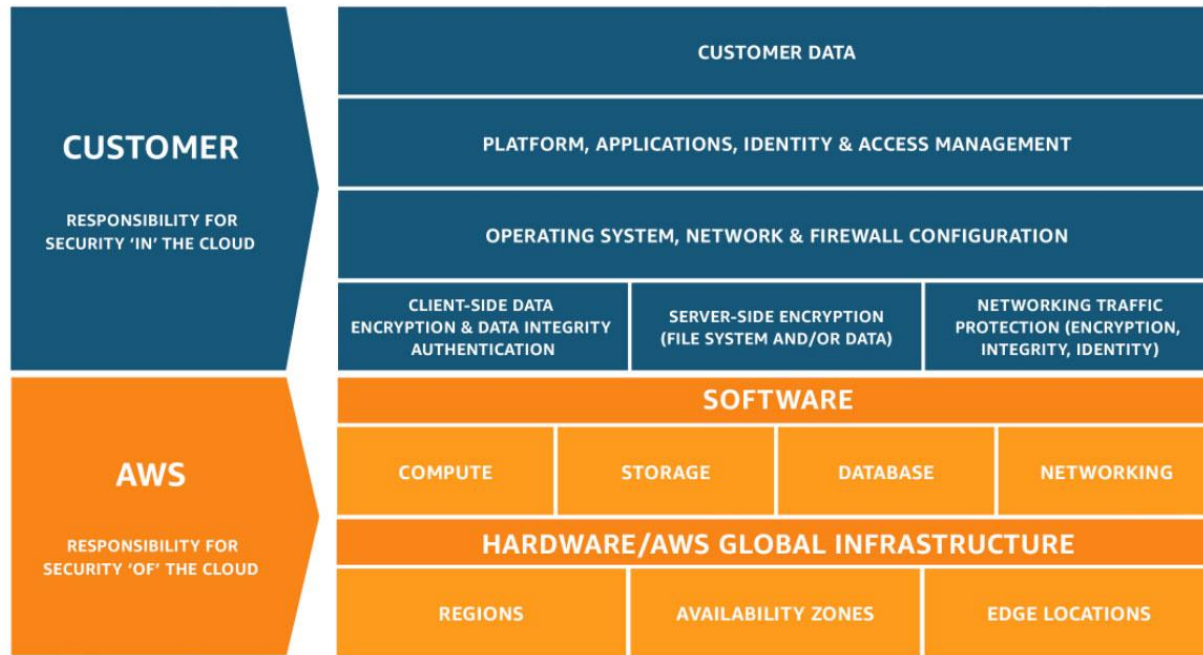 CUSTOMER
RESPONSIBILITY FOR
SECURITY ‘IN’ THE CLOUD
CUSTOMER DATA
PLATFORM, APPLICATIONS, IDENTITY & ACCESS MANAGEMENT
OPERATING SYSTEM, NETWORK & FIREWALL CONFIGURATION
CLIENT-SIDE DATA
ENCRYPTION & DATA INTEGRITY
AUTHENTICATION
SERVER-SIDE ENCRYPTION
(FILE SYSTEM AND/OR DATA)
NETWORKING TRAFFIC
PROTECTION (ENCRYPTION,
INTEGRITY, IDENTITY)
AWS
RESPONSIBILITY FOR
SECURITY ‘OF’ THE CLOUD
SOFTWARE
COMPUTE
STORAGE
DATABASE
NETWORKING
HARDWARE/AWS GLOBAL INFRASTRUCTURE
REGIONS
AVAILABILITY ZONES
EDGE LOCATIONS